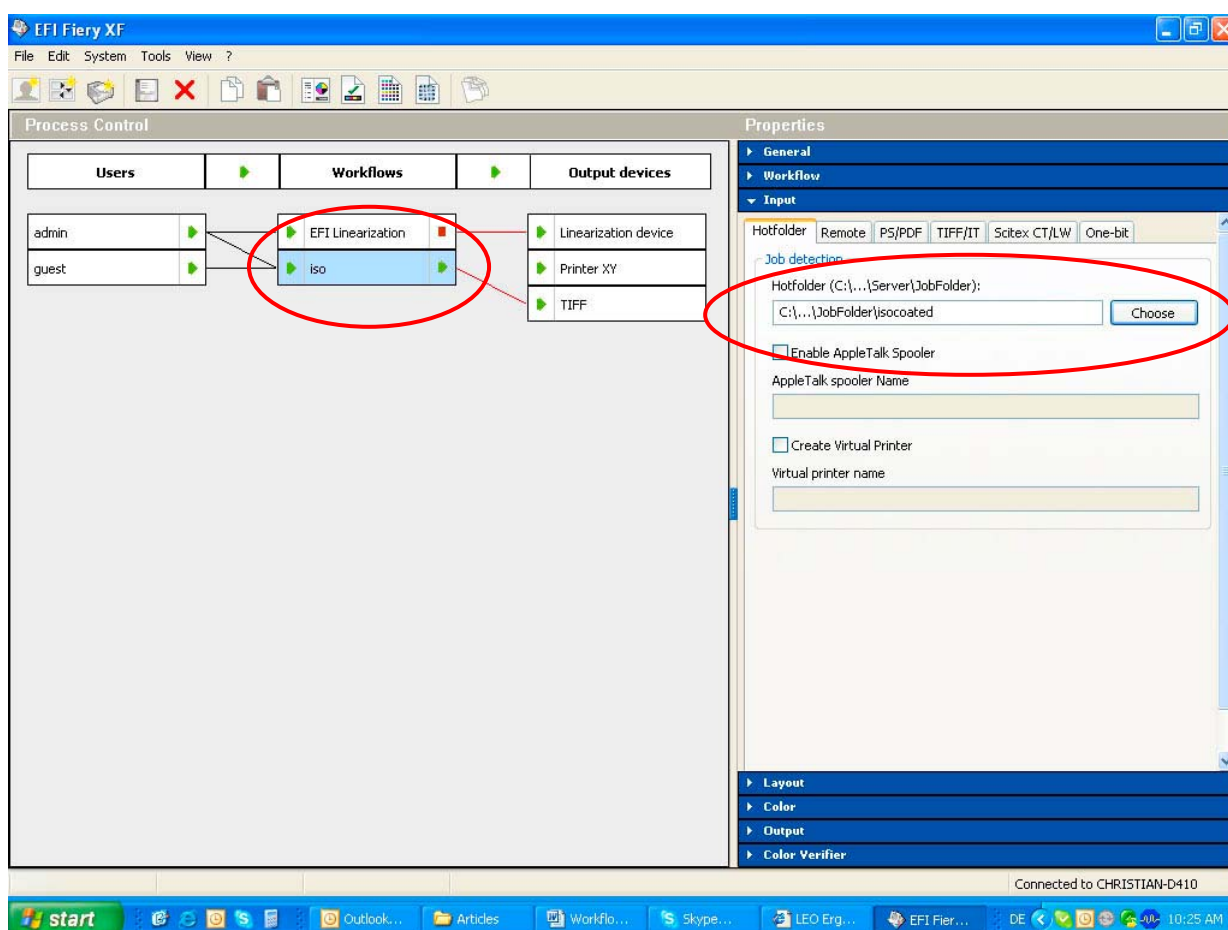 EFI Fiery XF
File Edit System Tools View ?
Process Control
Users
Workflows
Output devices
admin
guest
EFI Linearization
iso
Linearization device
Printer XY
TIFF
Properties
General
Workflow
Input
Hotfolder Remote PS/PDF TIFF/IT Scitex CT/LW One-bit
Job detection
Hotfolder (C:\...\Server\JobFolder):
C:\...\JobFolder\isocoated
Choose
Enable AppleTalk Spooler
AppleTalk spooler Name
Create Virtual Printer
Virtual printer name
Layout
Color
Output
Color Verifier
Connected to CHRISTIAN-D410
start Outlook... Articles Workflo... Skype... LEO Erg... EFI Fier... DE 10:25 AM